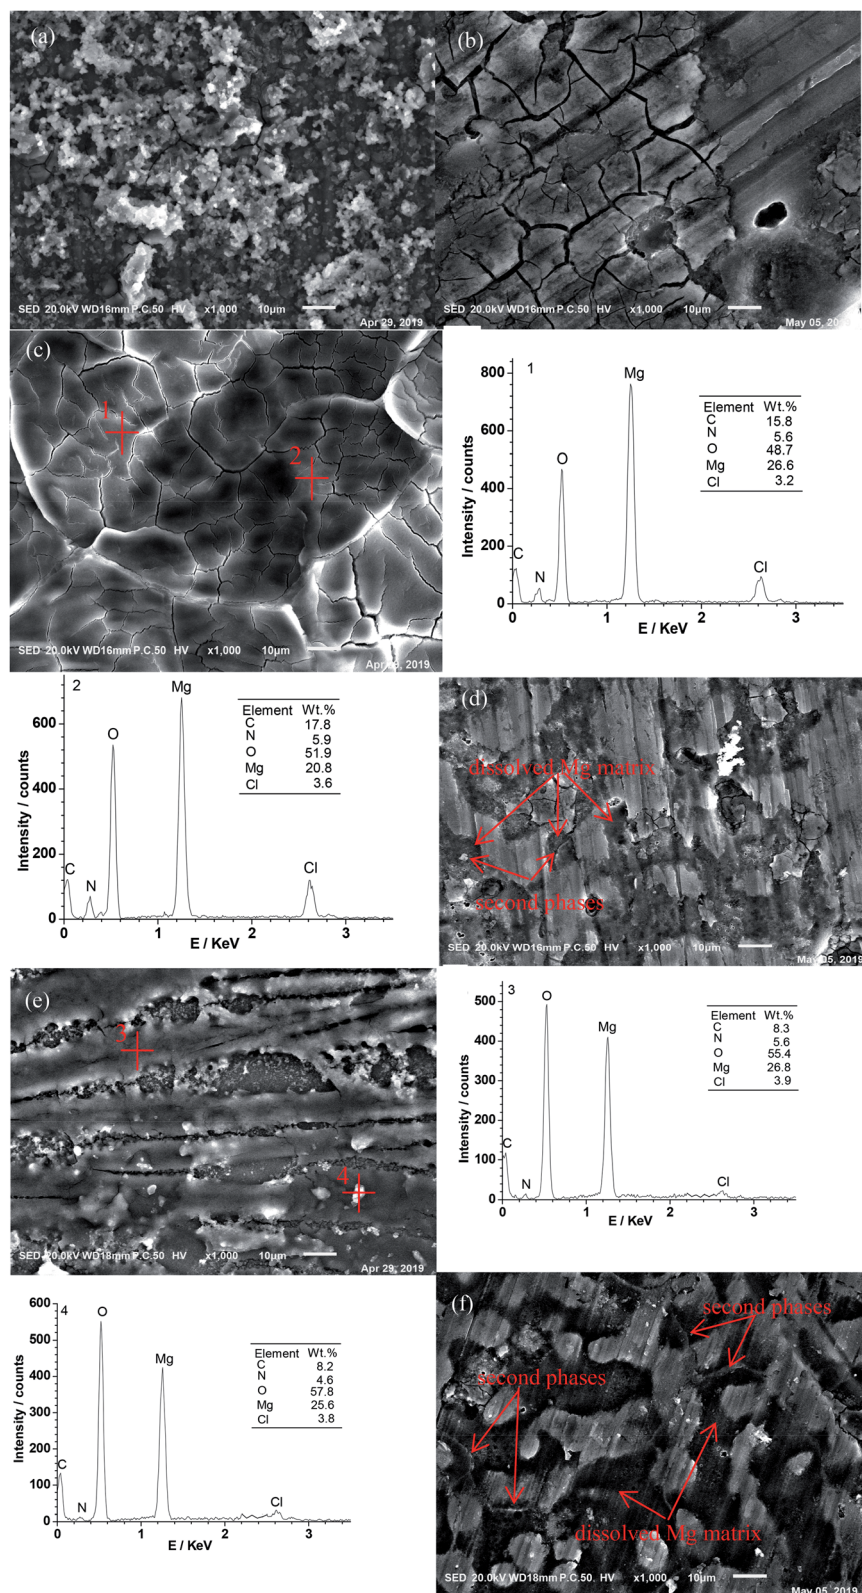 (a)
SED 20.0kV WD16mm P.C.50 HV x1,000 10μm
Apr 29, 2019
(b)
SED 20.0kV WD16mm P.C.50 HV x1,000 10μm
May 05, 2019
(c)
1
2
SED 20.0kV WD16mm P.C.50 HV x1,000 10μm
2019
1
Intensity / counts
800
600
400
200
0
C
N
O
Mg
Cl
Element Wt.%
C 15.8
N 5.6
O 48.7
Mg 26.6
Cl 3.2
0 1 2 3
E / KeV
2
Intensity / counts
600
400
200
0
C
N
O
Mg
Cl
Element Wt.%
C 17.8
N 5.9
O 51.9
Mg 20.8
Cl 3.6
0 1 2 3
E / KeV
(d)
dissolved Mg matrix
second phases
SED 20.0kV WD16mm P.C.50 HV x1,000 10μm
May 05, 2019
(e)
3
4
SED 20.0kV WD18mm P.C.50 HV x1,000 10μm
Apr 29, 2019
3
Intensity / counts
500
400
300
200
100
0
C
N
O
Mg
Cl
Element Wt.%
C 8.3
N 5.6
O 55.4
Mg 26.8
Cl 3.9
0 1 2 3
E / KeV
4
Intensity / counts
600
500
400
300
200
100
0
C
N
O
Mg
Cl
Element Wt.%
C 8.2
N 4.6
O 57.8
Mg 25.6
Cl 3.8
0 1 2 3
E / KeV
(f)
second phases
second phases
dissolved Mg matrix
SED 20.0kV WD16mm P.C.50 HV x1,000 10μm
May 05, 2019